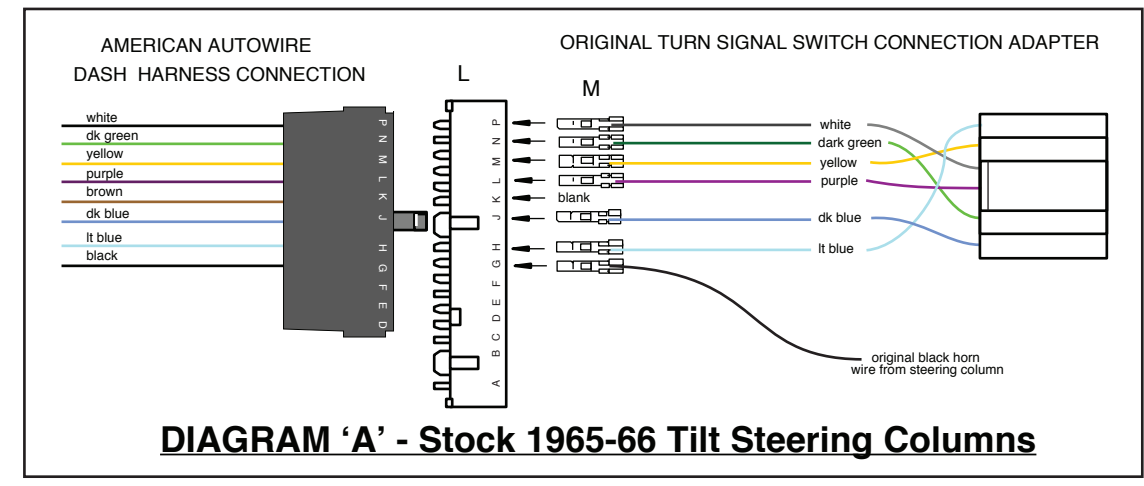 AMERICAN AUTOWIRE
DASH HARNESS CONNECTION
ORIGINAL TURN SIGNAL SWITCH CONNECTION ADAPTER
L
M
white
dk green
yellow
purple
brown
dk blue
lt blue
black
P
N
M
L
K
J
H
G
F
E
D
P
N
M
L
K
J
H
G
F
E
D
C
B
A
blank
white
dark green
yellow
purple
dk blue
lt blue
original black horn
wire from steering column
DIAGRAM ‘A’ - Stock 1965-66 Tilt Steering Columns